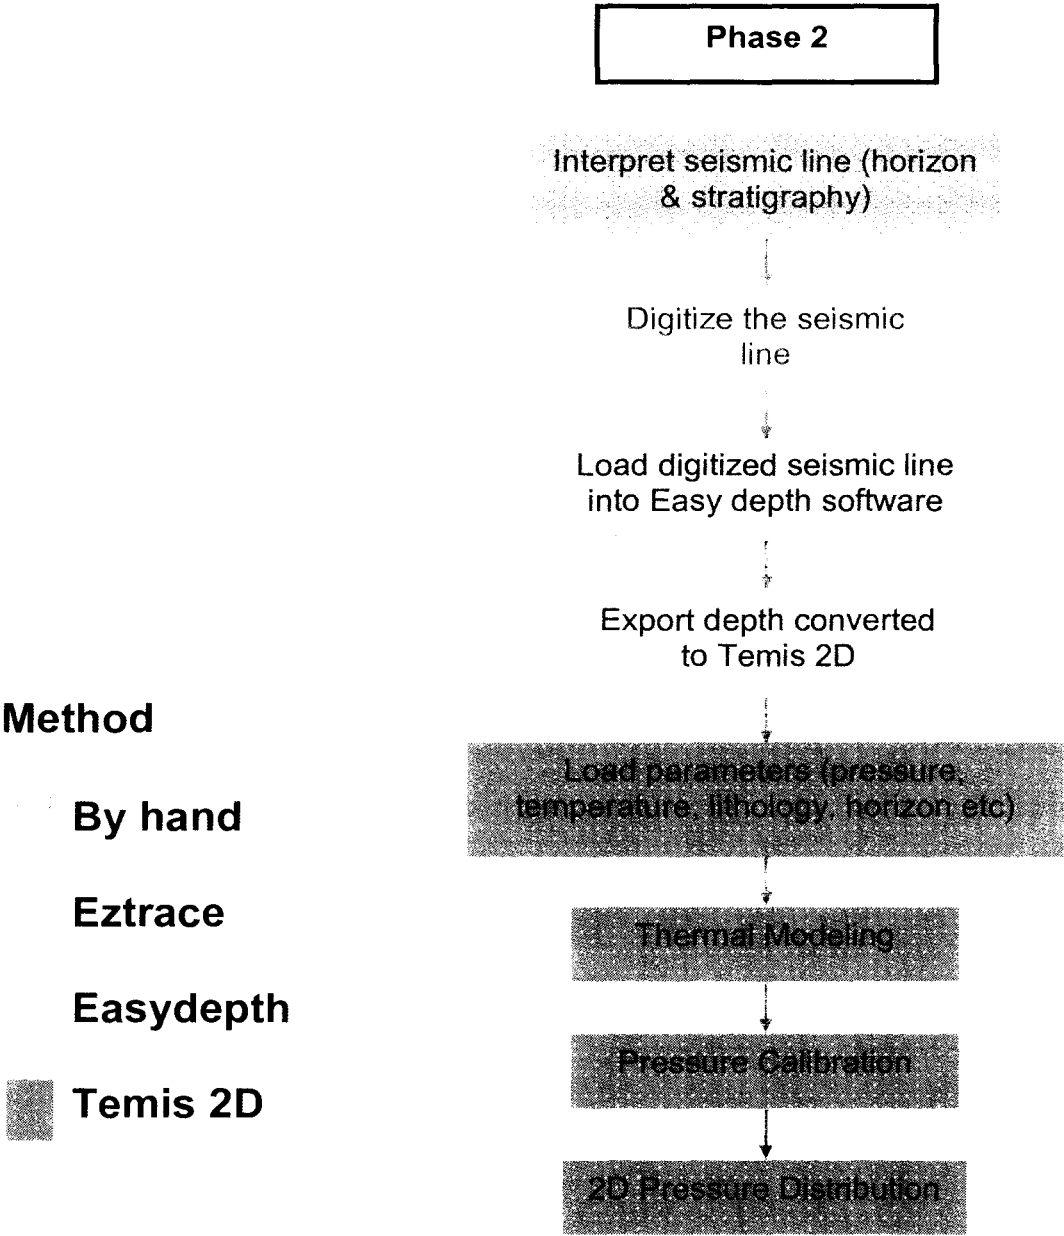 Phase 2
Interpret seismic line (horizon
& stratigraphy)
Digitize the seismic
line
Load digitized seismic line
into Easy depth software
Export depth converted
to Temis 2D
Load parameters (pressure,
temperature, lithology, horizon etc)
Thermal Modeling
Pressure Calibration
2D Pressure Distribution
Method
By hand
Eztrace
Easydepth
Temis 2D